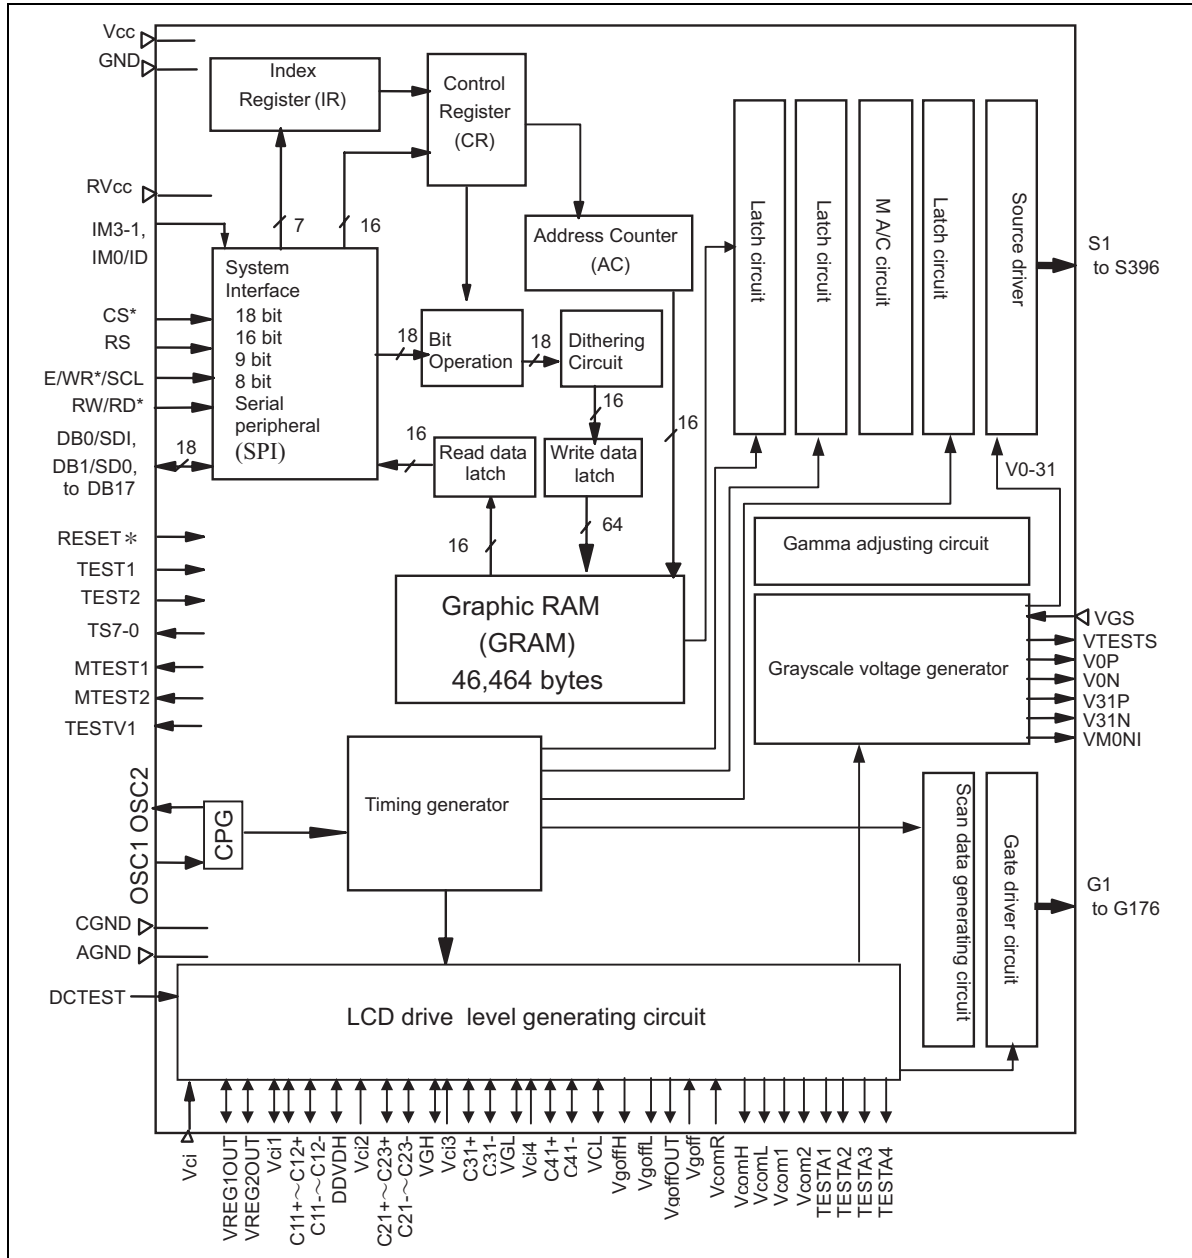 Vcc
GND
RVcc
IM3-1,
IM0/ID
CS*
RS
E/WR*/SCL
RW/RD*
DB0/SDI,
DB1/SD0,
to DB17
18
RESET*
TEST1
TEST2
TS7-0
MTEST1
MTEST2
TESTV1
OSC1 OSC2
CGND
AGND
DCTEST
Index
Register (IR)
Control
Register
(CR)
7
16
Address Counter
(AC)
System
Interface
18 bit
16 bit
9 bit
8 bit
Serial
peripheral
(SPI)
18
Bit
Operation
18
Dithering
Circuit
16
16
16
Read data
latch
Write data
latch
16
64
Graphic RAM
(GRAM)
46,464 bytes
Latch circuit
Latch circuit
M A/C circuit
Latch circuit
Source driver
S1
to S396
V0-31
Gamma adjusting circuit
Grayscale voltage generator
VGS
VTESTS
V0P
V0N
V31P
V31N
VM0NI
CPG
Timing generator
Scan data generating circuit
Gate driver circuit
G1
to G176
LCD drive level generating circuit
Vci
VREG1OUT
VREG2OUT
Vci1
C11+～C12+
C11-～C12-
DDVDH
Vci2
C21+～C23+
C21-～C23-
VGH
Vci3
C31+
C31-
VGL
Vci4
C41+
C41-
VCL
VgoffH
VgoffL
VgoffOUT
Vgoff
VcomR
VcomH
VcomL
Vcom1
Vcom2
TESTA1
TESTA2
TESTA3
TESTA4